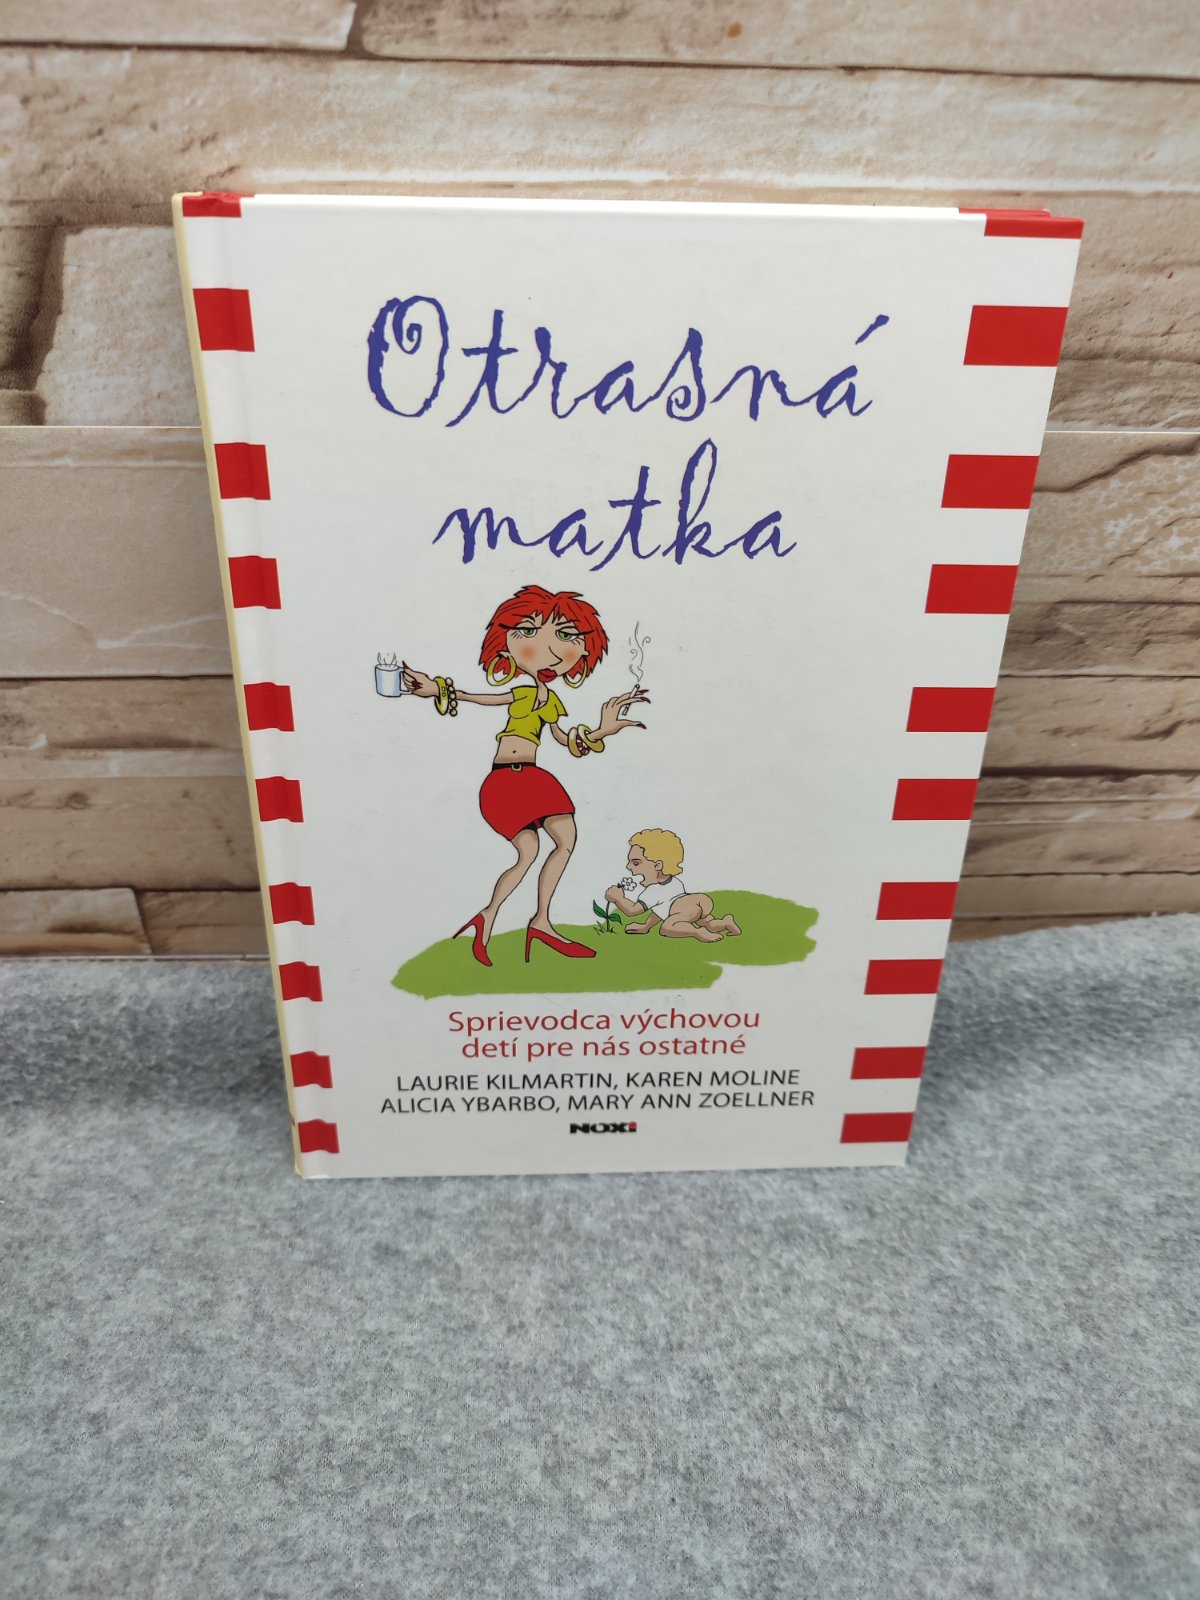 Otrasná
matka
Sprievodca výchovou
detí pre nás ostatné
LAURIE KILMARTIN, KAREN MOLINE
ALICIA YBARBO, MARY ANN ZOELLNER
NOXi